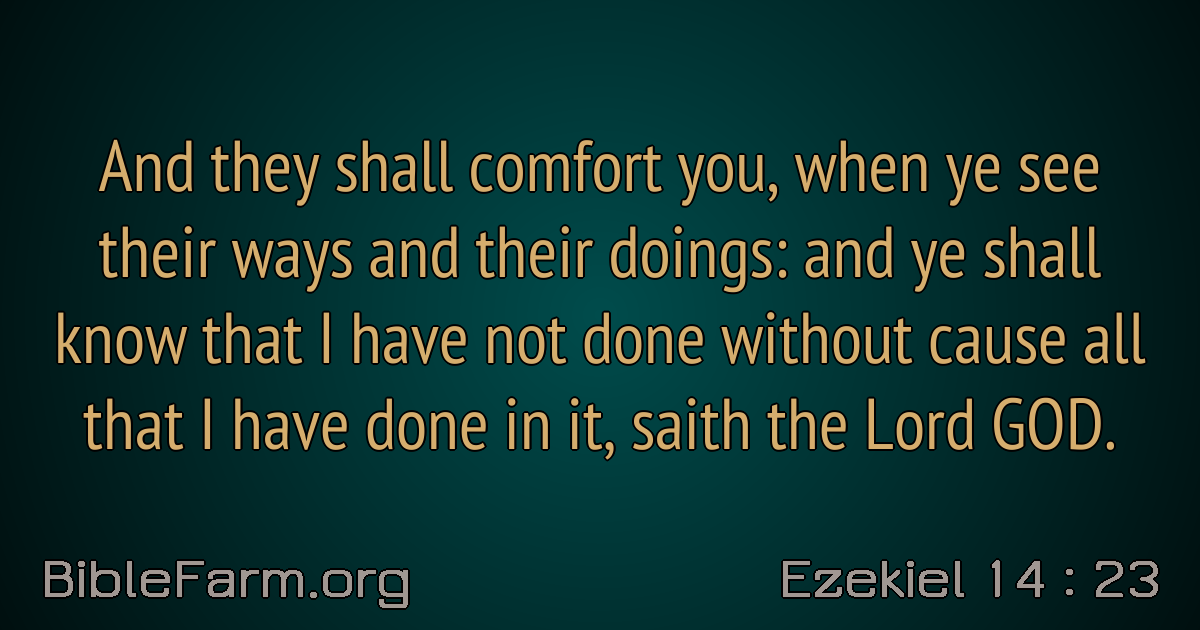 And they shall comfort you, when ye see
their ways and their doings: and ye shall
know that I have not done without cause all
that I have done in it, saith the Lord GOD.
BibleFarm.org
Ezekiel 14 : 23